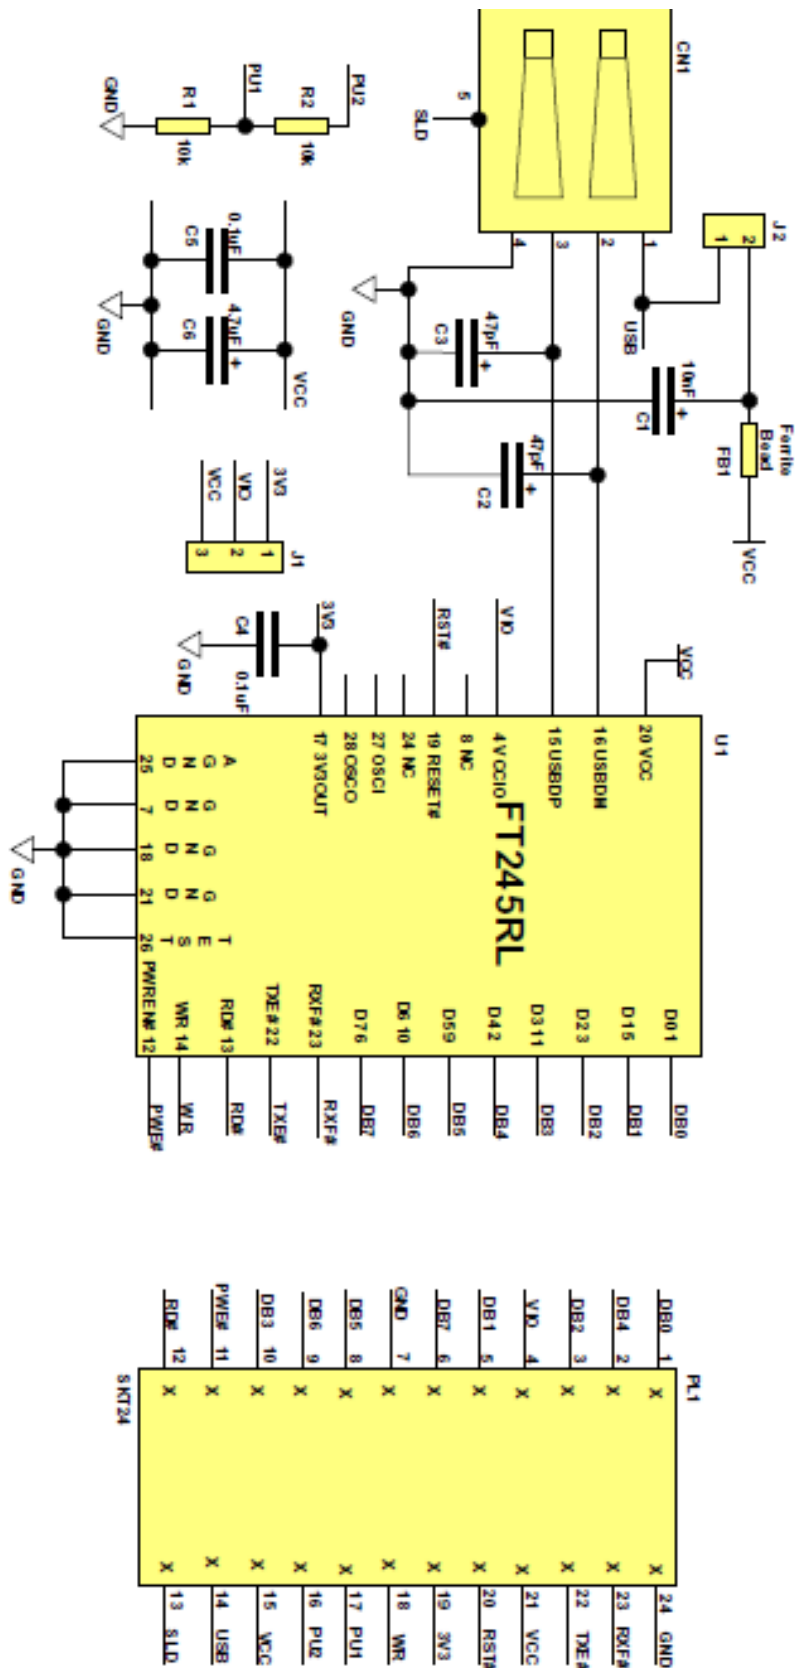 CN1
5
SLD
4
3
2
1
J2
1
2
USB
GND
C3
47pF
+
C1
10nF
+
C2
47pF
+
Ferrite
Bead
FB1
VCC
GND
R1
10k
PU1
R2
10k
PU2
0.1uF
C5
4.7uF
C6
+
GND
VCC
3V3
VIO
VCC
1
2
3
J1
3V3
C4
0.1uF
GND
RST#
VIO
VCC
U1
FT245RL
20 VCC
16 USBDM
15 USBDP
4 VCCIO
8 NC
19 RESET#
24 NC
27 OSCI
28 OSCO
17 3V3OUT
25 AGND
7 GND
18 GND
21 GND
26 TEST
GND
D0 1 DB0
D1 5 DB1
D2 3 DB2
D3 11 DB3
D4 2 DB4
D5 9 DB5
D6 10 DB6
D7 6 DB7
RXF# 23 RXF#
TXE# 22 TXE#
RD# 13 RD#
WR 14 WR
PWREN# 12 PWE#
PL1
DB0 1 X X 24 GND
DB4 2 X X 23 RXF#
DB2 3 X X 22 TXE#
VIO 4 X X 21 VCC
DB1 5 X X 20 RST#
DB7 6 X X 19 3V3
GND 7 X X 18 WR
DB5 8 X X 17 PU1
DB6 9 X X 16 PU2
DB3 10 X X 15 VCC
PWE# 11 X X 14 USB
RD# 12 X X 13 SLD
SKT24